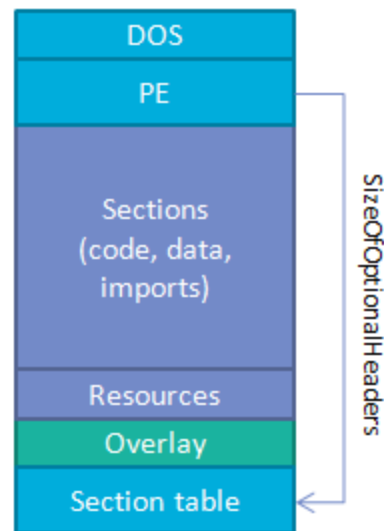 DOS
PE
Sections
(code, data,
imports)
SizeOfOptionalHeaders
Resources
Overlay
Section table